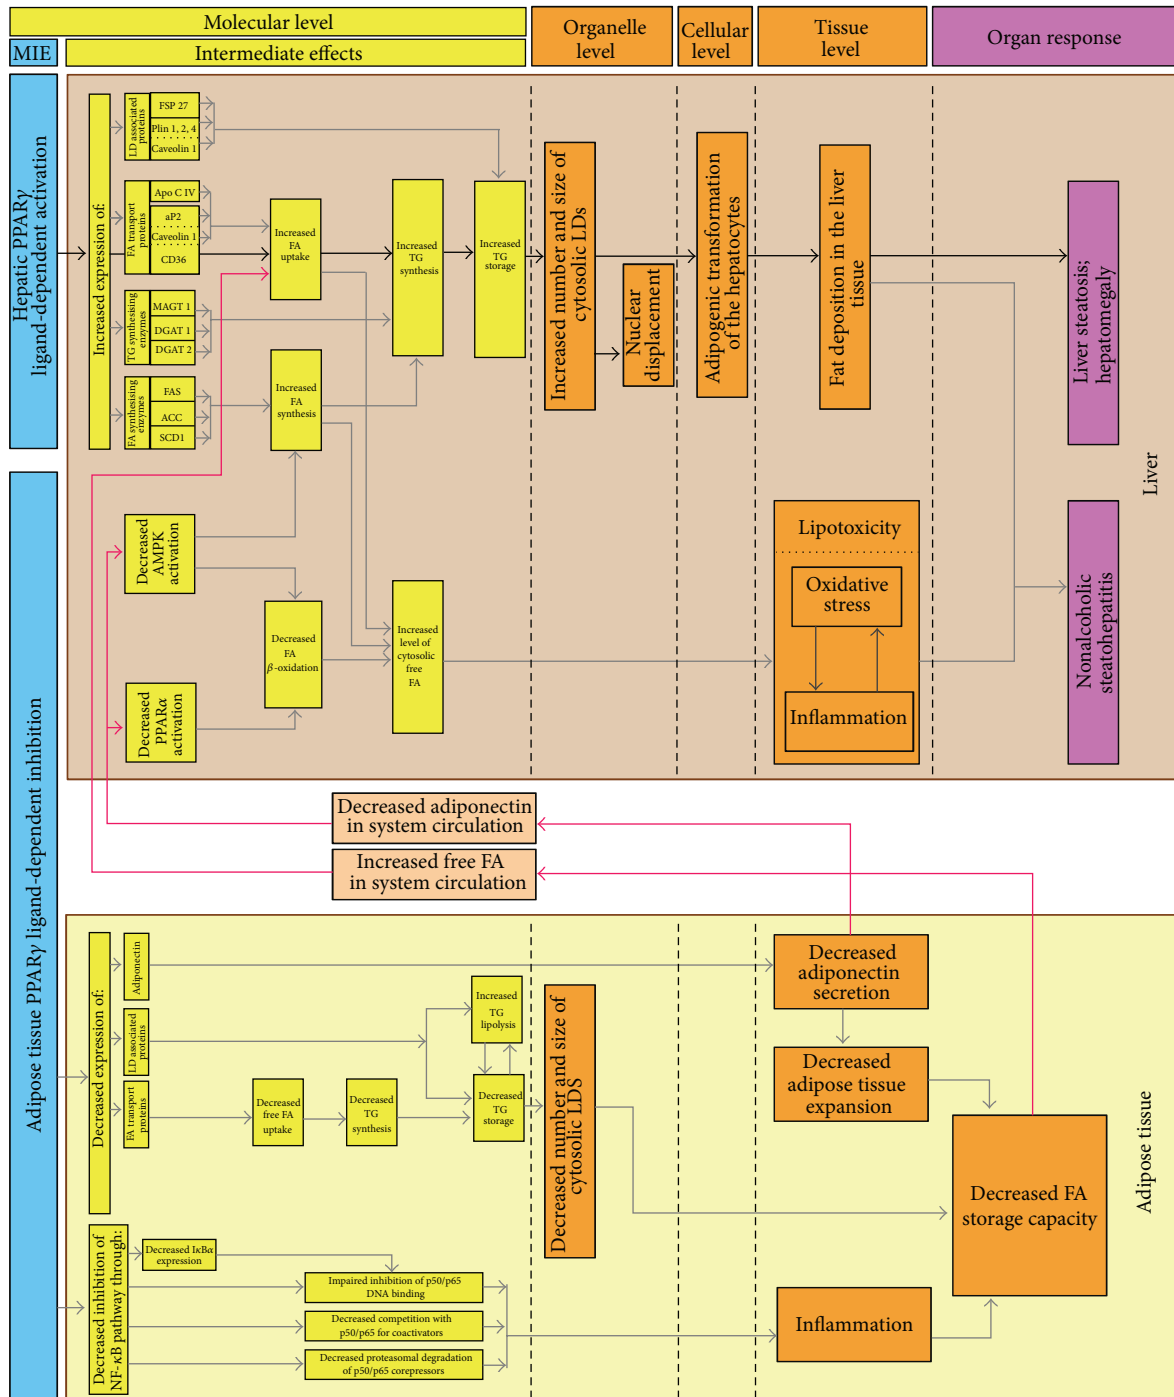 Molecular level
Organelle
level
Cellular
level
Tissue
level
Organ response
MIE
Intermediate effects
Hepatic PPARγ
ligand-dependent activation
Increased expression of:
LD associated
proteins
FSP 27
Plin 1, 2, 4
Caveolin 1
FA transport
proteins
Apo C IV
aP2
Caveolin 1
CD36
TG synthesising
enzymes
MAGT 1
DGAT 1
DGAT 2
FA synthesising
enzymes
FAS
ACC
SCD1
Increased
FA
uptake
Increased
FA
synthesis
Increased
TG
synthesis
Increased
TG
storage
Increased number and size of
cytosolic LDs
Nuclear
displacement
Adipogenic transformation
of the hepatocytes
Fat deposition in the liver
tissue
Liver steatosis;
hepatomegaly
Liver
Decreased
AMPK
activation
Decreased
PPARα
activation
Decreased
FA
β-oxidation
Increased
level of
cytosolic
free
FA
Lipotoxicity
Oxidative
stress
Inflammation
Nonalcoholic
steatohepatitis
Adipose tissue PPARγ ligand-dependent inhibition
Decreased adiponectin
in system circulation
Increased free FA
in system circulation
Decreased expression of:
Adiponectin
LD associated
proteins
FA transport
proteins
Decreased
free FA
uptake
Decreased
TG
synthesis
Increased
TG
lipolysis
Decreased
TG
storage
Decreased number and size of
cytosolic LDS
Decreased
adiponectin
secretion
Decreased
adipose tissue
expansion
Decreased FA
storage capacity
Adipose tissue
Decreased inhibition of
NF-κB pathway through:
Decreased IκBα
expression
Impaired inhibition of p50/p65
DNA binding
Decreased competition with
p50/p65 for coactivators
Decreased proteasomal degradation
of p50/p65 corepressors
Inflammation